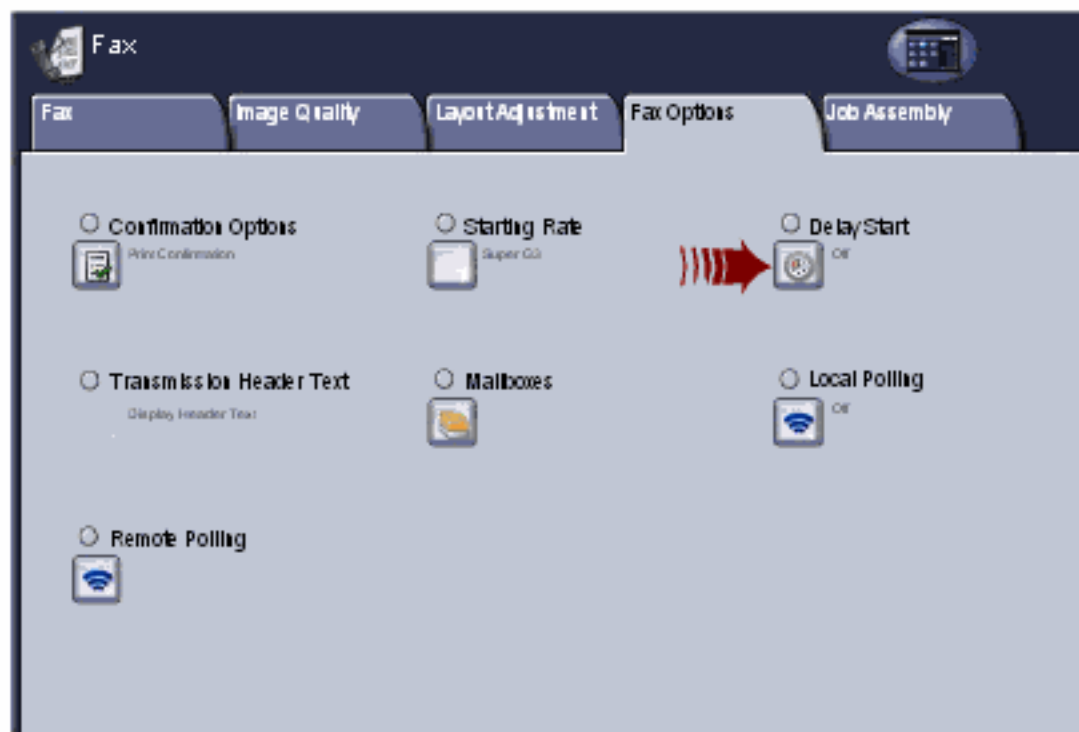 Fax
Fax
Image Quality
Layout Adjustment
Fax Options
Job Assembly
Confirmation Options
Print Confirmation
Starting Rate
Super G3
Delay Start
Off
Transmission Header Text
Display Header Text
Mailboxes
Local Polling
Off
Remote Polling